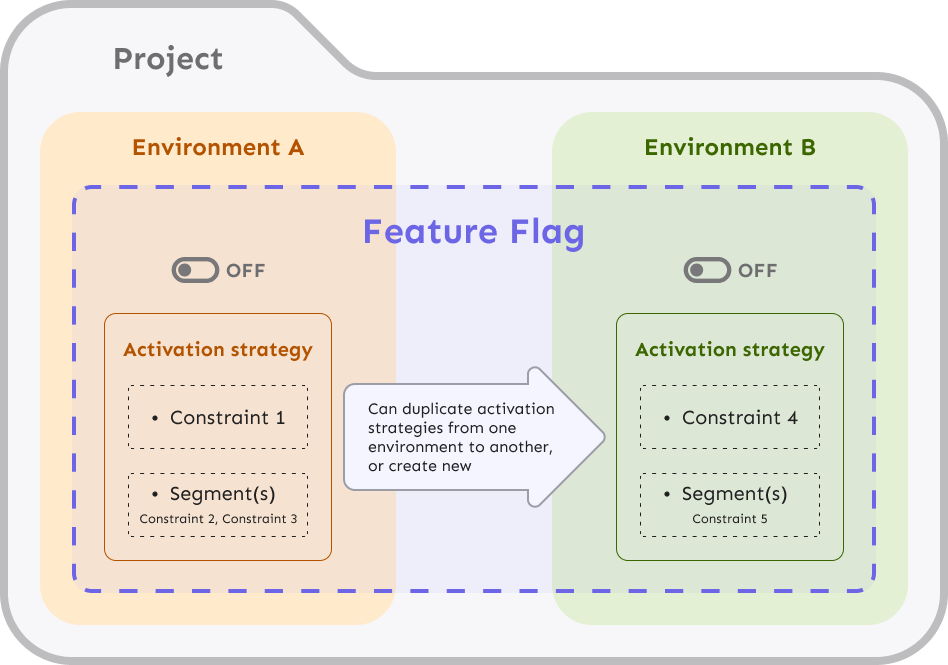 Project
Environment A
Environment B
Feature Flag
OFF
OFF
Activation strategy
• Constraint 1
• Segment(s)
Constraint 2, Constraint 3
Can duplicate activation
strategies from one
environment to another,
or create new
Activation strategy
• Constraint 4
• Segment(s)
Constraint 5